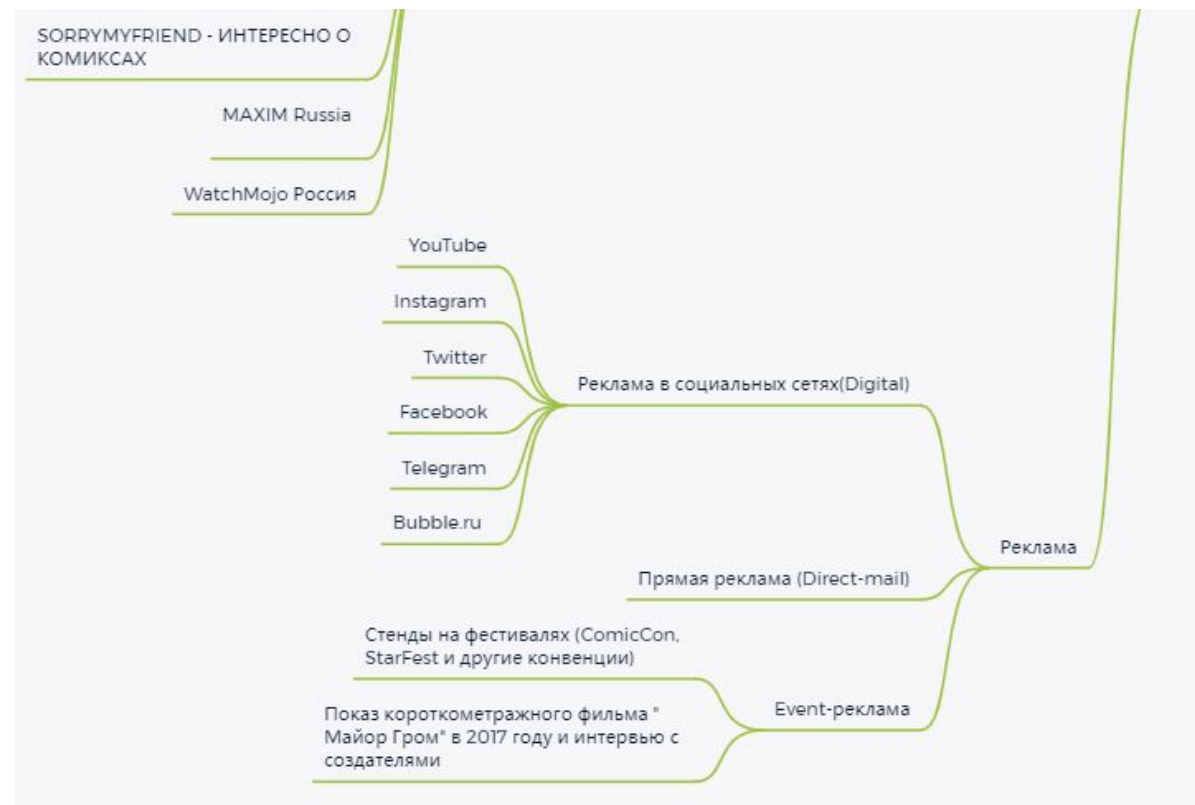 SORRYMYFRIEND - ИНТЕРЕСНО О
КОМИКСАХ
MAXIM Russia
WatchMojo Россия
YouTube
Instagram
Twitter
Facebook
Telegram
Bubble.ru
Реклама в социальных сетях(Digital)
Реклама
Прямая реклама (Direct-mail)
Стенды на фестивалях (ComicCon,
StarFest и другие конвенции)
Event-реклама
Показ короткометражного фильма "
Майор Гром" в 2017 году и интервью с
создателями